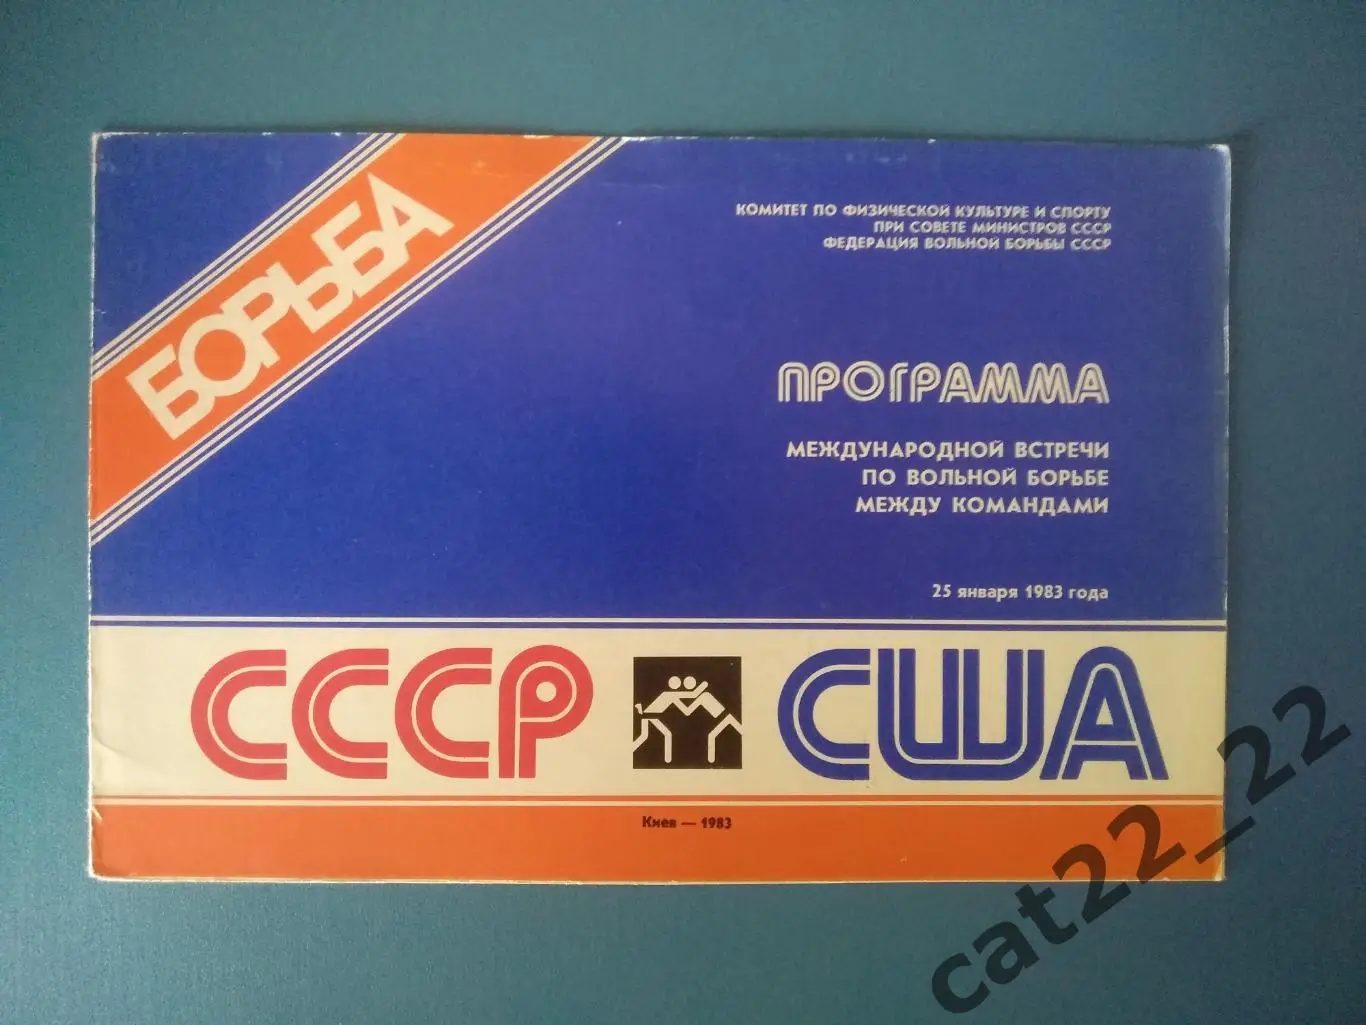 БОРЬБА
КОМИТЕТ ПО ФИЗИЧЕСКОЙ КУЛЬТУРЕ И СПОРТУ
ПРИ СОВЕТЕ МИНИСТРОВ СССР
ФЕДЕРАЦИЯ ВОЛЬНОЙ БОРЬБЫ СССР
ПРОГРАММА
МЕЖДУНАРОДНОЙ ВСТРЕЧИ
ПО ВОЛЬНОЙ БОРЬБЕ
МЕЖДУ КОМАНДАМИ
25 января 1983 года
СССР США
Киев — 1983
cat22_22